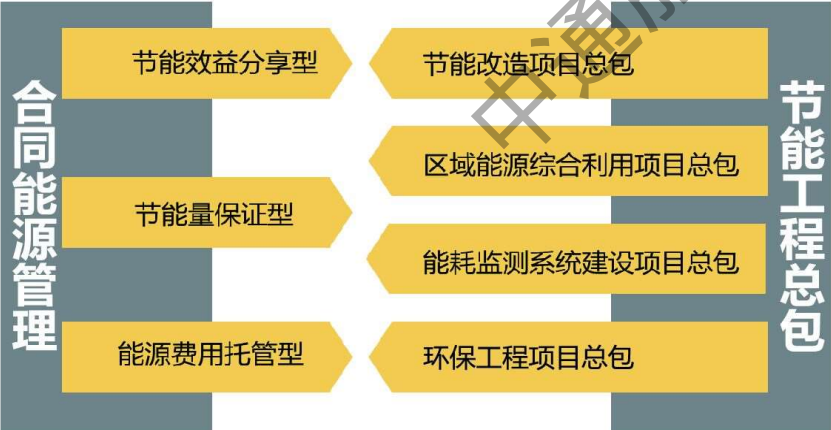 合同能源管理
节能效益分享型
节能量保证型
能源费用托管型
节能改造项目总包
区域能源综合利用项目总包
能耗监测系统建设项目总包
环保工程项目总包
节能工程总包
中通服